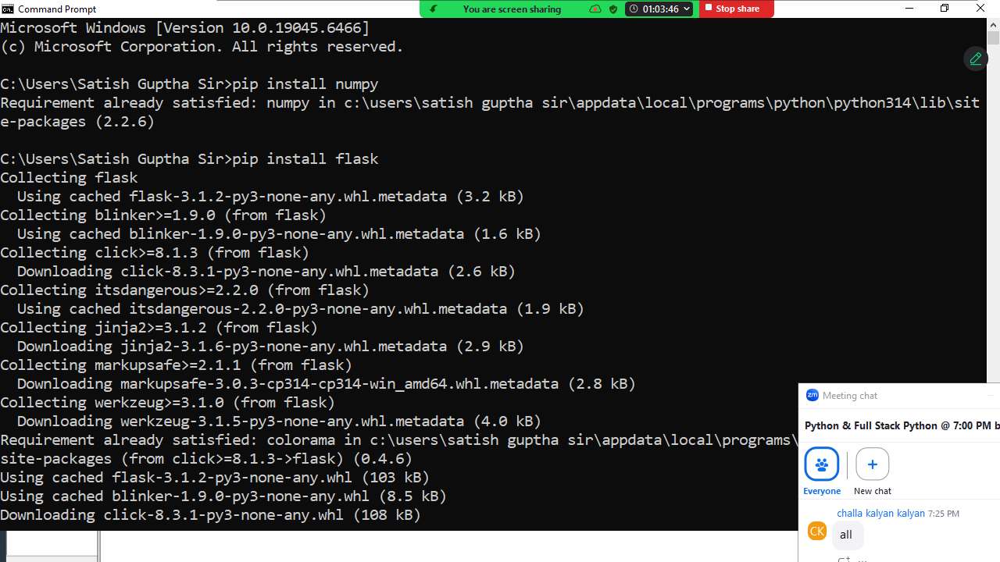 Command Prompt
You are screen sharing
01:03:46
Stop share
Microsoft Windows [Version 10.0.19045.6466]
(c) Microsoft Corporation. All rights reserved.
C:\Users\Satish Guptha Sir>pip install numpy
Requirement already satisfied: numpy in c:\users\satish guptha sir\appdata\local\programs\python\python314\lib\sit
e-packages (2.2.6)
C:\Users\Satish Guptha Sir>pip install flask
Collecting flask
  Using cached flask-3.1.2-py3-none-any.whl.metadata (3.2 kB)
Collecting blinker>=1.9.0 (from flask)
  Using cached blinker-1.9.0-py3-none-any.whl.metadata (1.6 kB)
Collecting click>=8.1.3 (from flask)
  Downloading click-8.3.1-py3-none-any.whl.metadata (2.6 kB)
Collecting itsdangerous>=2.2.0 (from flask)
  Using cached itsdangerous-2.2.0-py3-none-any.whl.metadata (1.9 kB)
Collecting jinja2>=3.1.2 (from flask)
  Downloading jinja2-3.1.6-py3-none-any.whl.metadata (2.9 kB)
Collecting markupsafe>=2.1.1 (from flask)
  Downloading markupsafe-3.0.3-cp314-cp314-win_amd64.whl.metadata (2.8 kB)
Collecting werkzeug>=3.1.0 (from flask)
  Downloading werkzeug-3.1.5-py3-none-any.whl.metadata (4.0 kB)
Requirement already satisfied: colorama in c:\users\satish guptha sir\appdata\local\programs\
site-packages (from click>=8.1.3->flask) (0.4.6)
Using cached flask-3.1.2-py3-none-any.whl (103 kB)
Using cached blinker-1.9.0-py3-none-any.whl (8.5 kB)
Downloading click-8.3.1-py3-none-any.whl (108 kB)
zm Meeting chat
Python & Full Stack Python @ 7:00 PM b
Everyone
New chat
challa kalyan kalyan 7:25 PM
CK
all